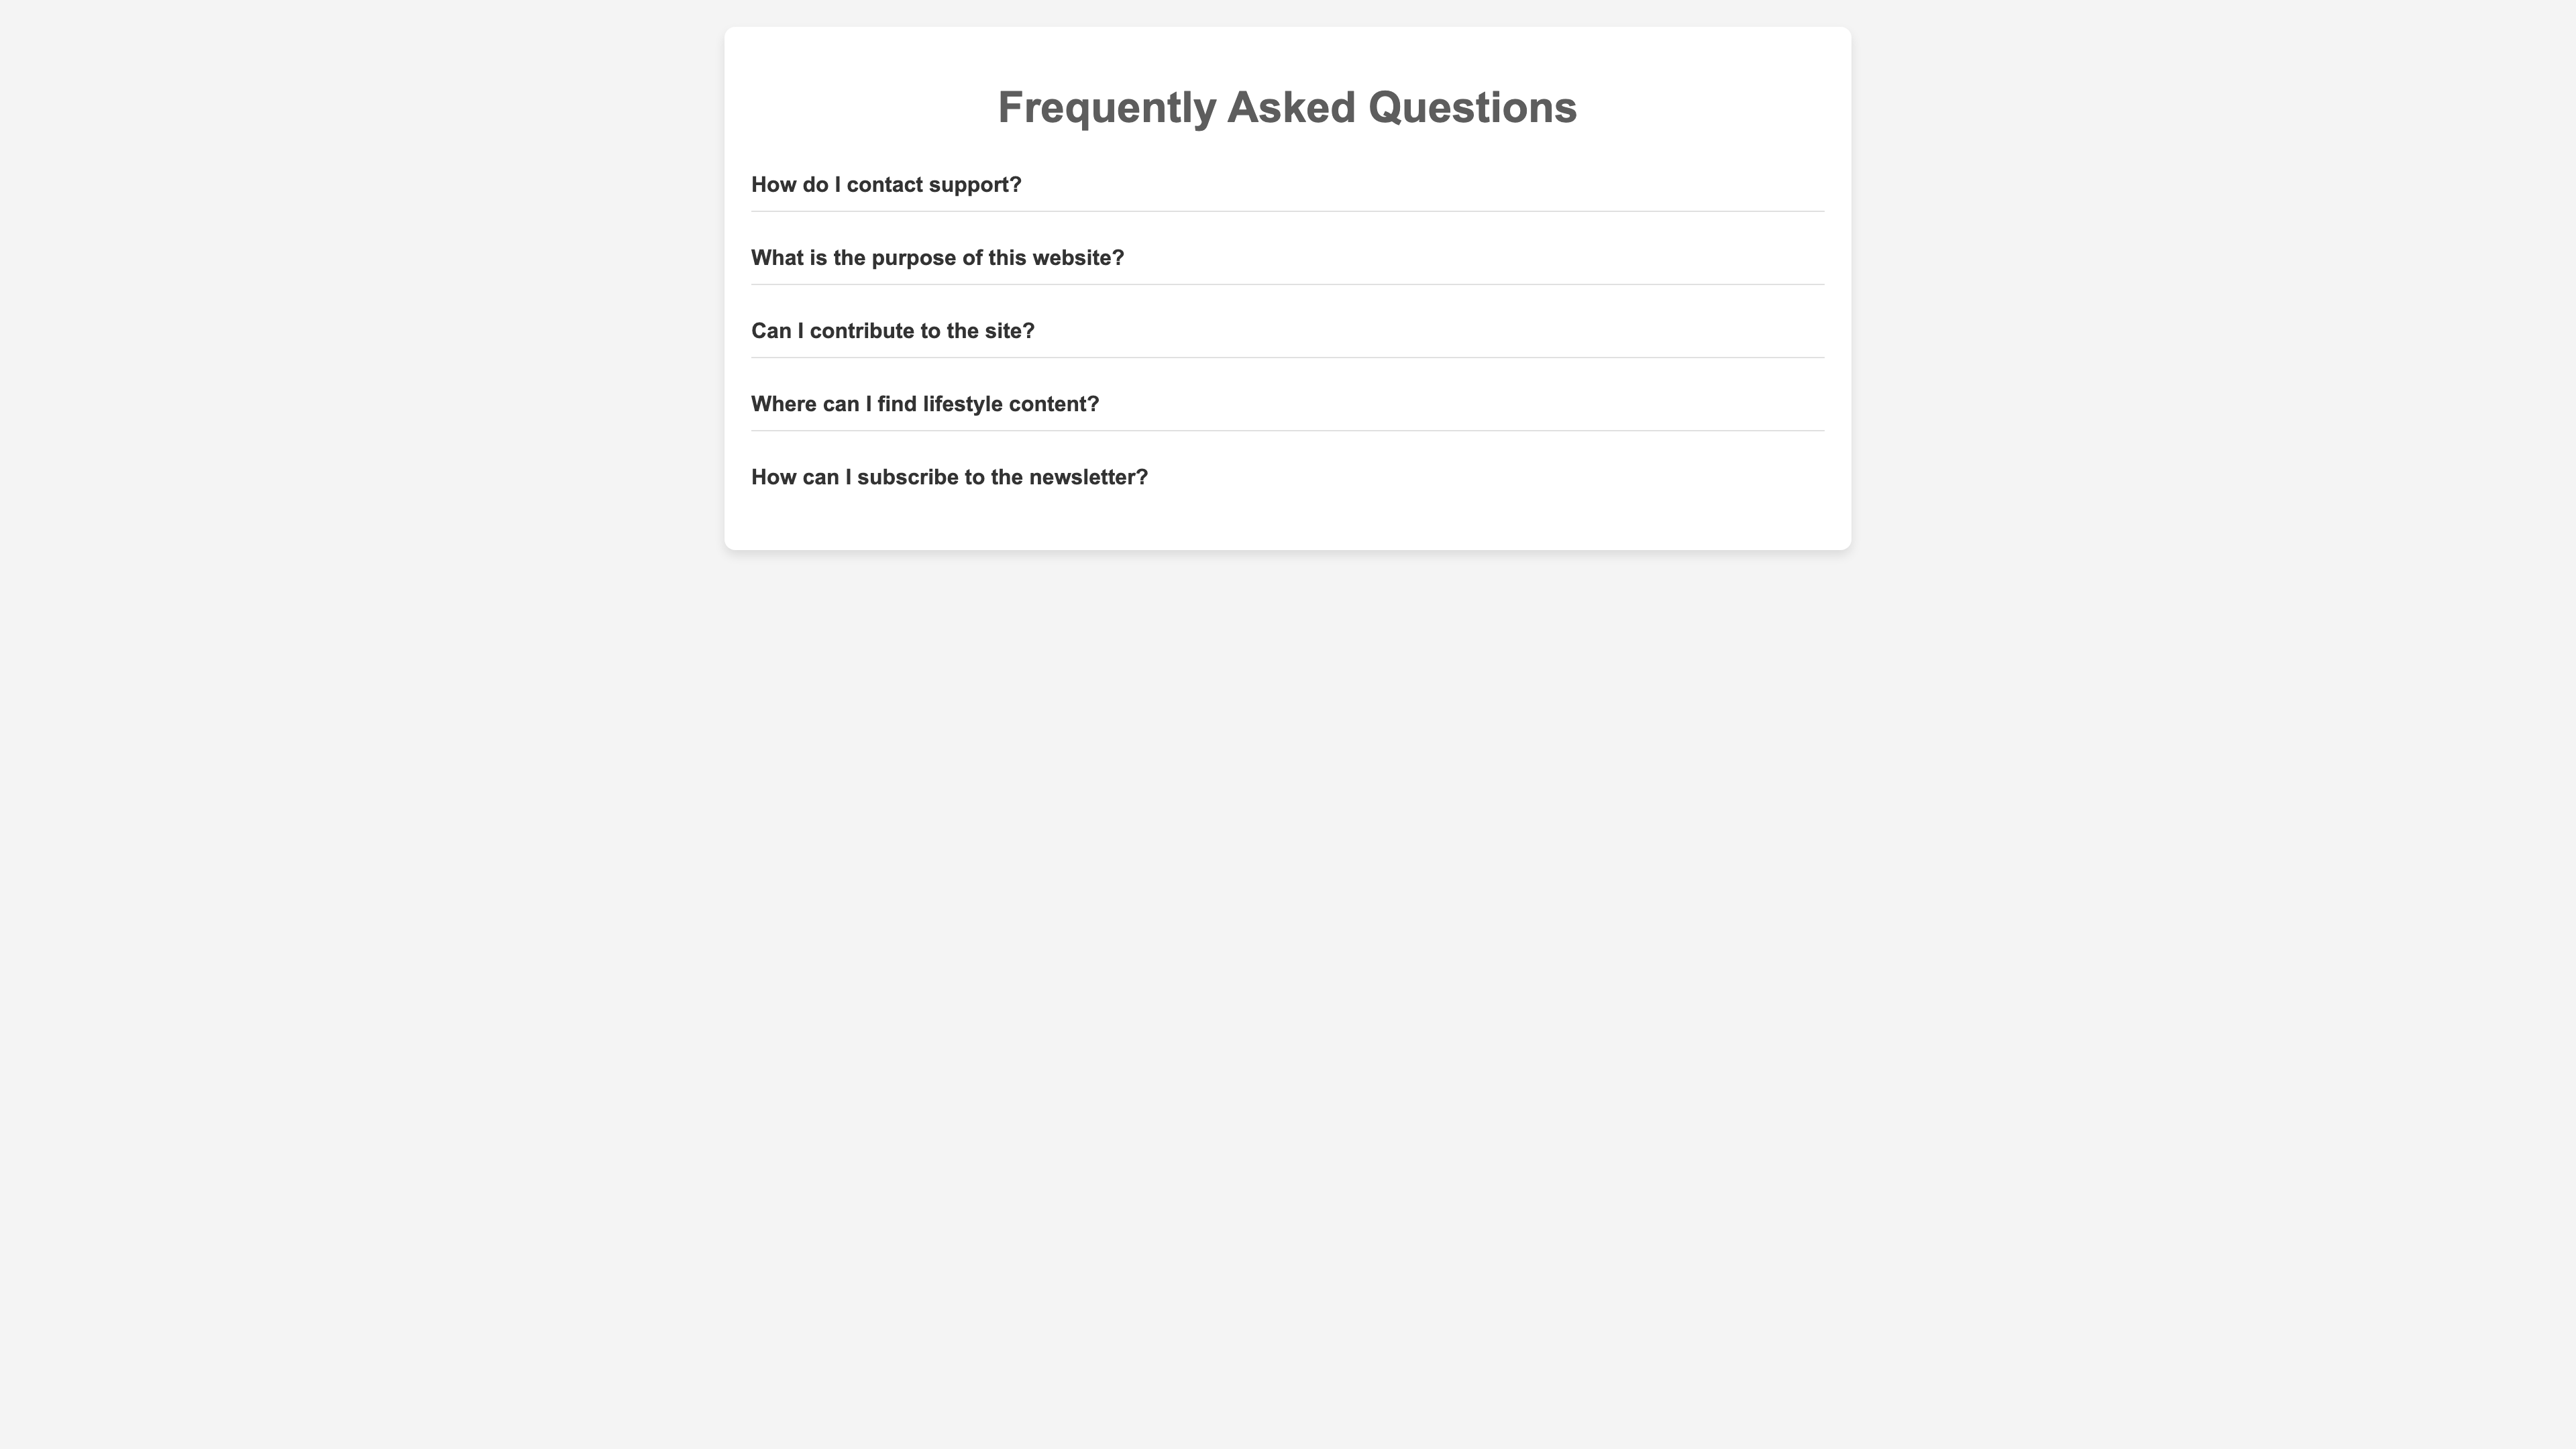 Frequently Asked Questions
How do I contact support?
What is the purpose of this website?
Can I contribute to the site?
Where can I find lifestyle content?
How can I subscribe to the newsletter?